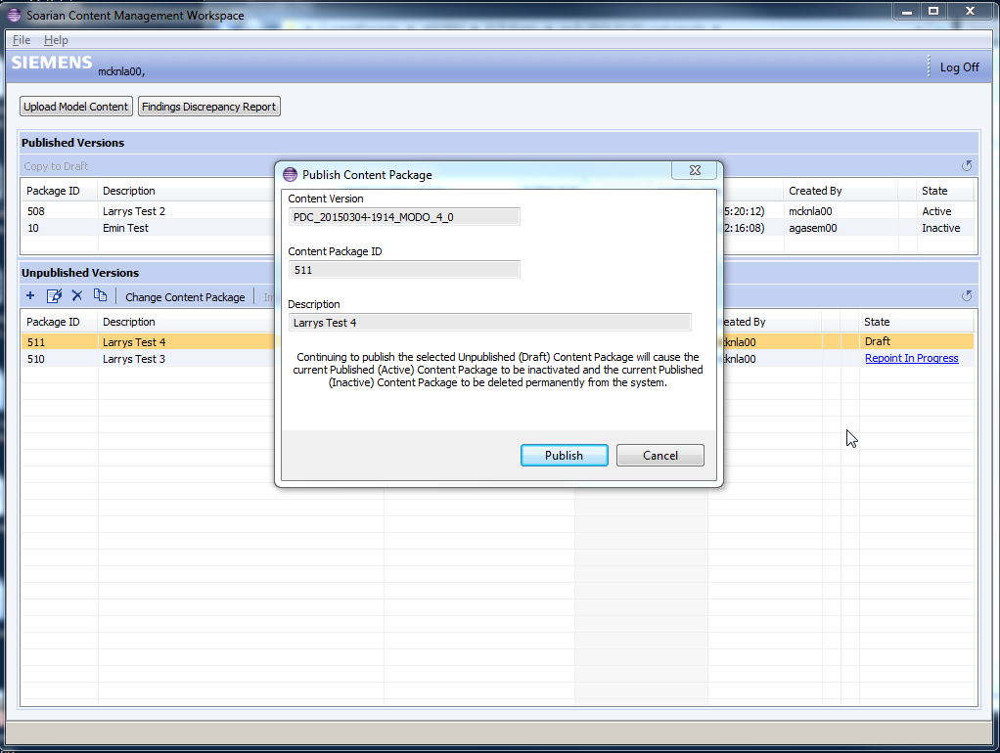 Soarian Content Management Workspace
File Help
SIEMENS mcknla00,
Log Off
Upload Model Content Findings Discrepancy Report
Published Versions
Copy to Draft
Package ID Description Created By State
508 Larrys Test 2 5:20:12) mcknla00 Active
10 Emin Test 2:16:08) agasem00 Inactive
Unpublished Versions
Change Content Package
Package ID Description eated By State
511 Larrys Test 4 cknla00 Draft
510 Larrys Test 3 cknla00 Repoint In Progress
Publish Content Package
Content Version
PDC_20150304-1914_MODO_4_0
Content Package ID
511
Description
Larrys Test 4
Continuing to publish the selected Unpublished (Draft) Content Package will cause the
current Published (Active) Content Package to be inactivated and the current Published
(Inactive) Content Package to be deleted permanently from the system.
Publish Cancel